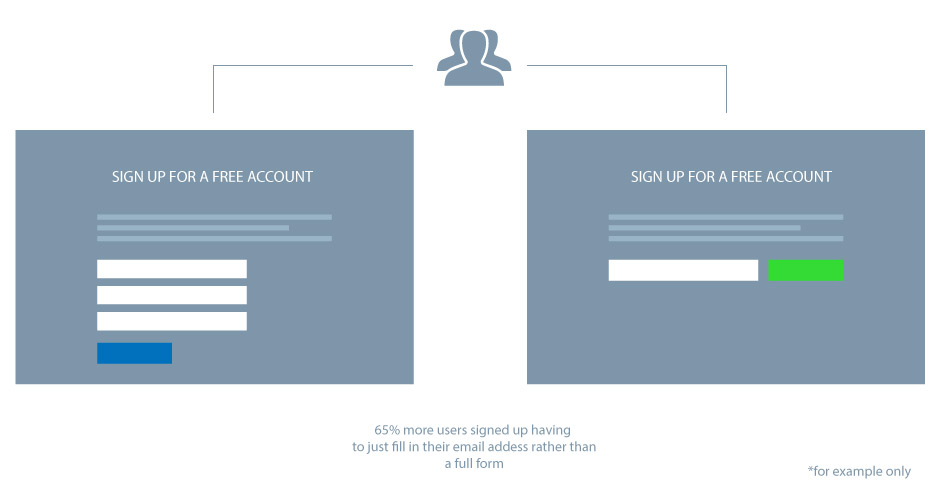 SIGN UP FOR A FREE ACCOUNT
SIGN UP FOR A FREE ACCOUNT
65% more users signed up having
to just fill in their email addess rather than
a full form
*for example only